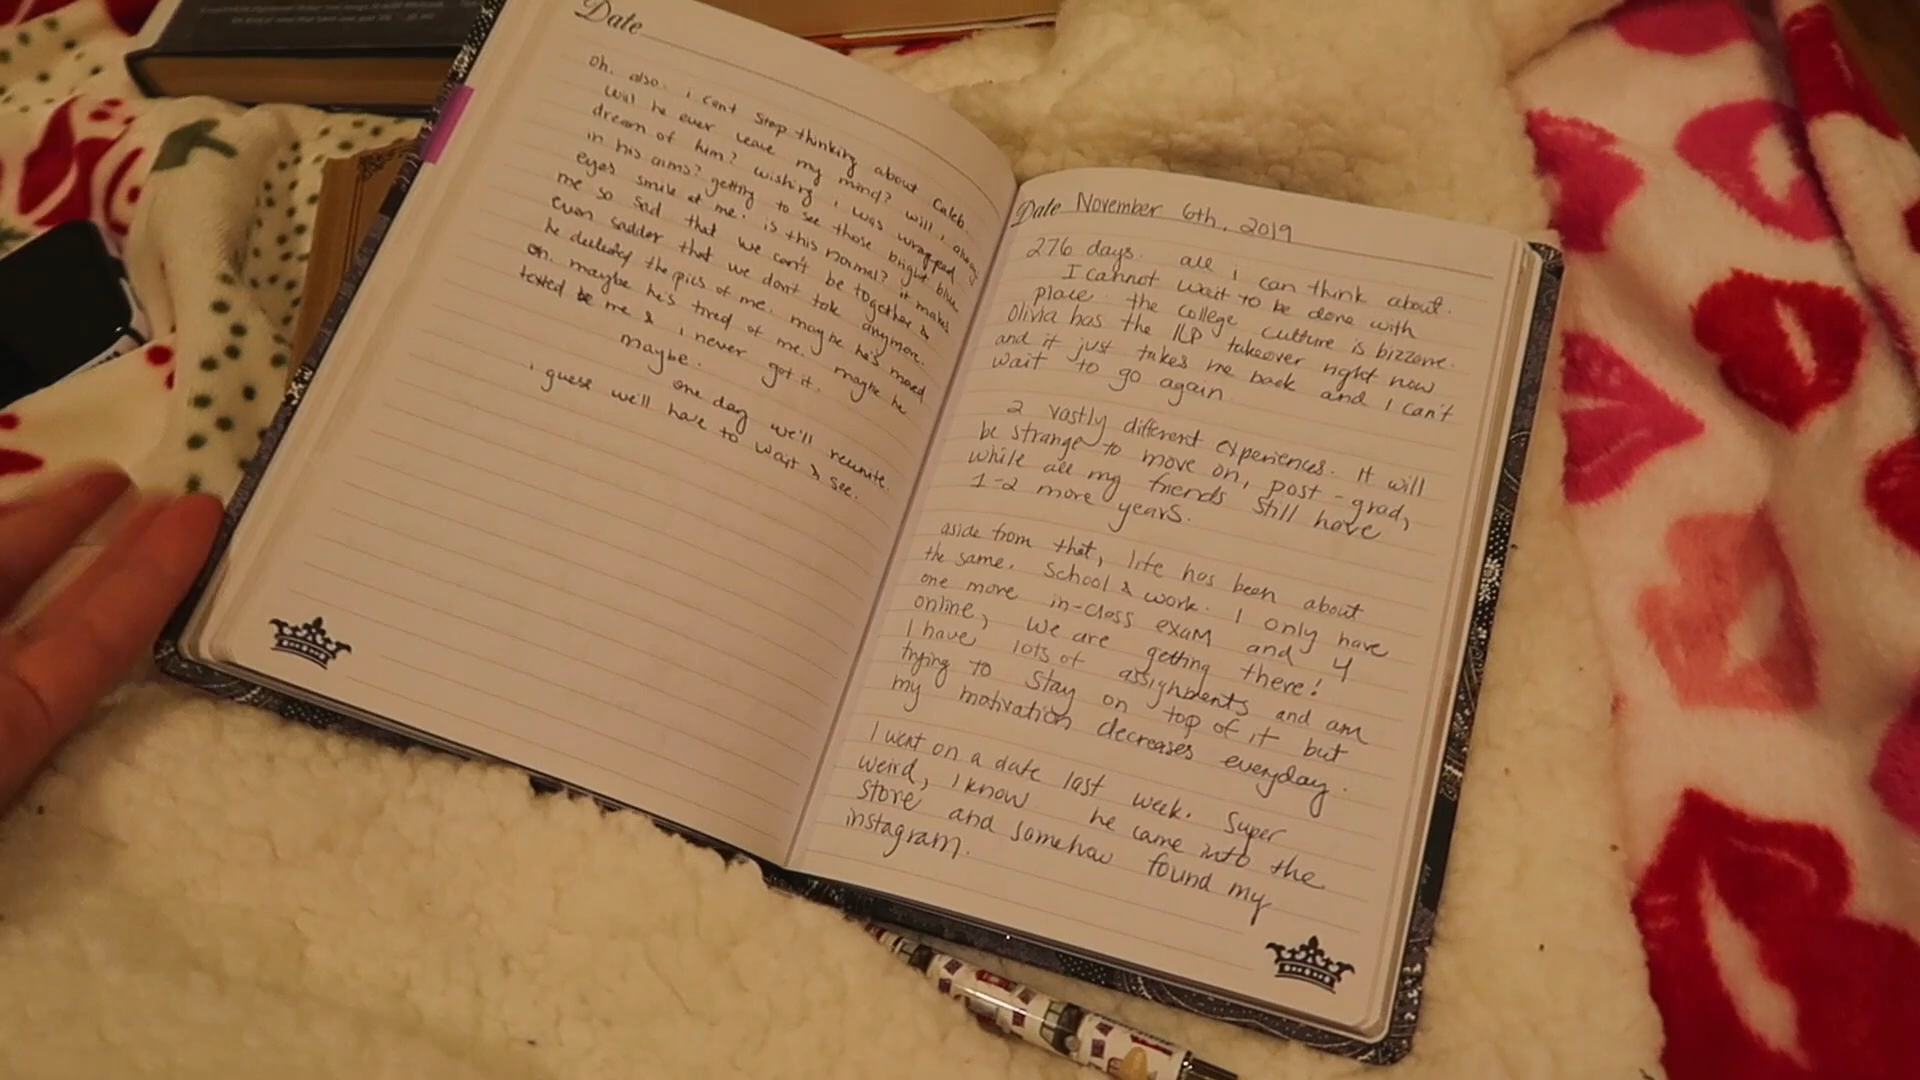 Date
oh. also. i can't stop thinking about Caleb.
Will he ever leave my mind? will i always
dream of him? wishing i was wrapped
in his arms? getting to see those bright blue
eyes smile at me. is this normal? it makes
me so sad that we can't be together &
even sadder that we don't talk anymore.
he deleted the pics of me. maybe he's moved
on. maybe he's tired of me. maybe he
texted me & i never got it.
maybe.
one day we'll reunite.
i guess we'll have to wait & see.
Date November 6th, 2019
276 days. all i can think about.
I cannot wait to be done with
place. the college culture is bizzare.
Olivia has the ILP takeover right now
and it just takes me back and I can't
wait to go again
2 vastly different experiences. It will
be strange to move on, post-grad,
while all my friends still have
1-2 more years.
aside from that, life has been about
the same. School & work. I only have
one more in-class exam and 4
online, we are getting there!
I have lots of assignments and am
trying to stay on top of it but
my motivation decreases everyday.
I went on a date last week. Super
weird, I know he came into the
store and somehow found my
instagram.